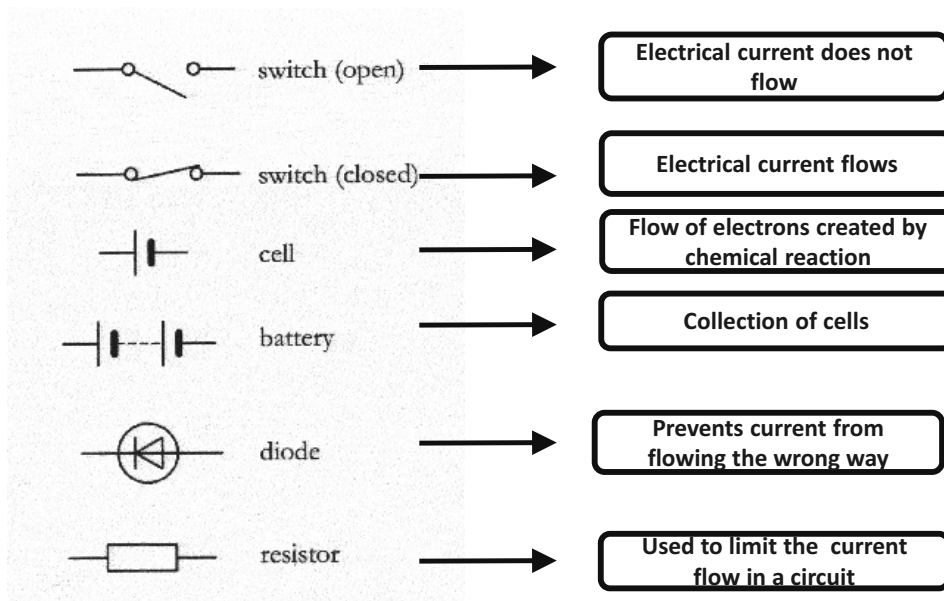 switch (open)
Electrical current does not
flow
switch (closed)
Electrical current flows
cell
Flow of electrons created by
chemical reaction
battery
Collection of cells
diode
Prevents current from
flowing the wrong way
resistor
Used to limit the current
flow in a circuit